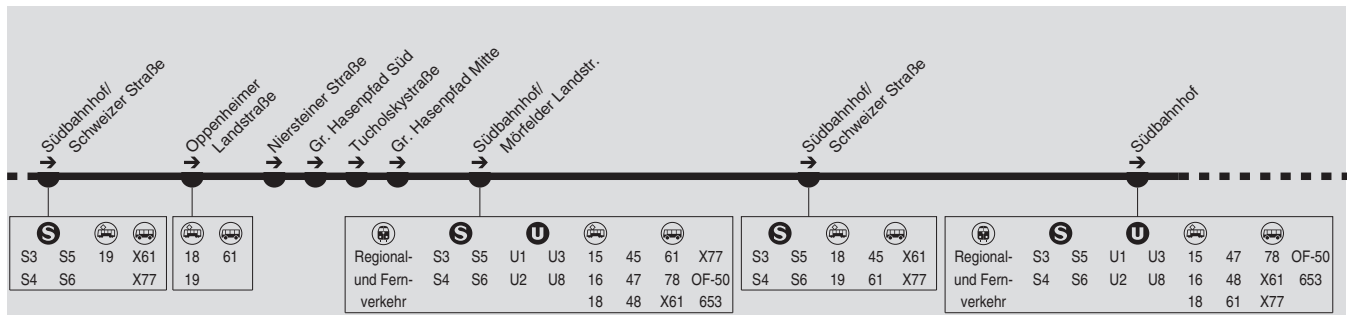 Südbahnhof/
Schweizer Straße
Oppenheimer
Landstraße
Niersteiner Straße
Gr. Hasenpfad Süd
Tucholskystraße
Gr. Hasenpfad Mitte
Südbahnhof/
Mörfelder Landstr.
Südbahnhof/
Schweizer Straße
Südbahnhof
S
S3 S5 19 X61
S4 S6 X77
18 61
19
S U
Regional- S3 S5 U1 U3 15 45 61 X77
und Fern- S4 S6 U2 U8 16 47 78 OF-50
verkehr 18 48 X61 653
S
S3 S5 18 45 X61
S4 S6 19 61 X77
S U
Regional- S3 S5 U1 U3 15 47 78 OF-50
und Fern- S4 S6 U2 U8 16 48 X61 653
verkehr 18 61 X77